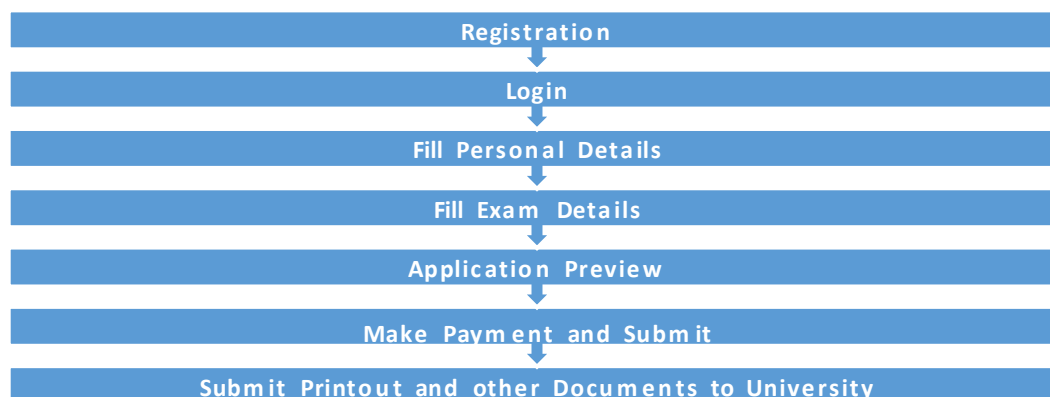 Registration
Login
Fill Personal Details
Fill Exam Details
Application Preview
Make Payment and Submit
Submit Printout and other Documents to University